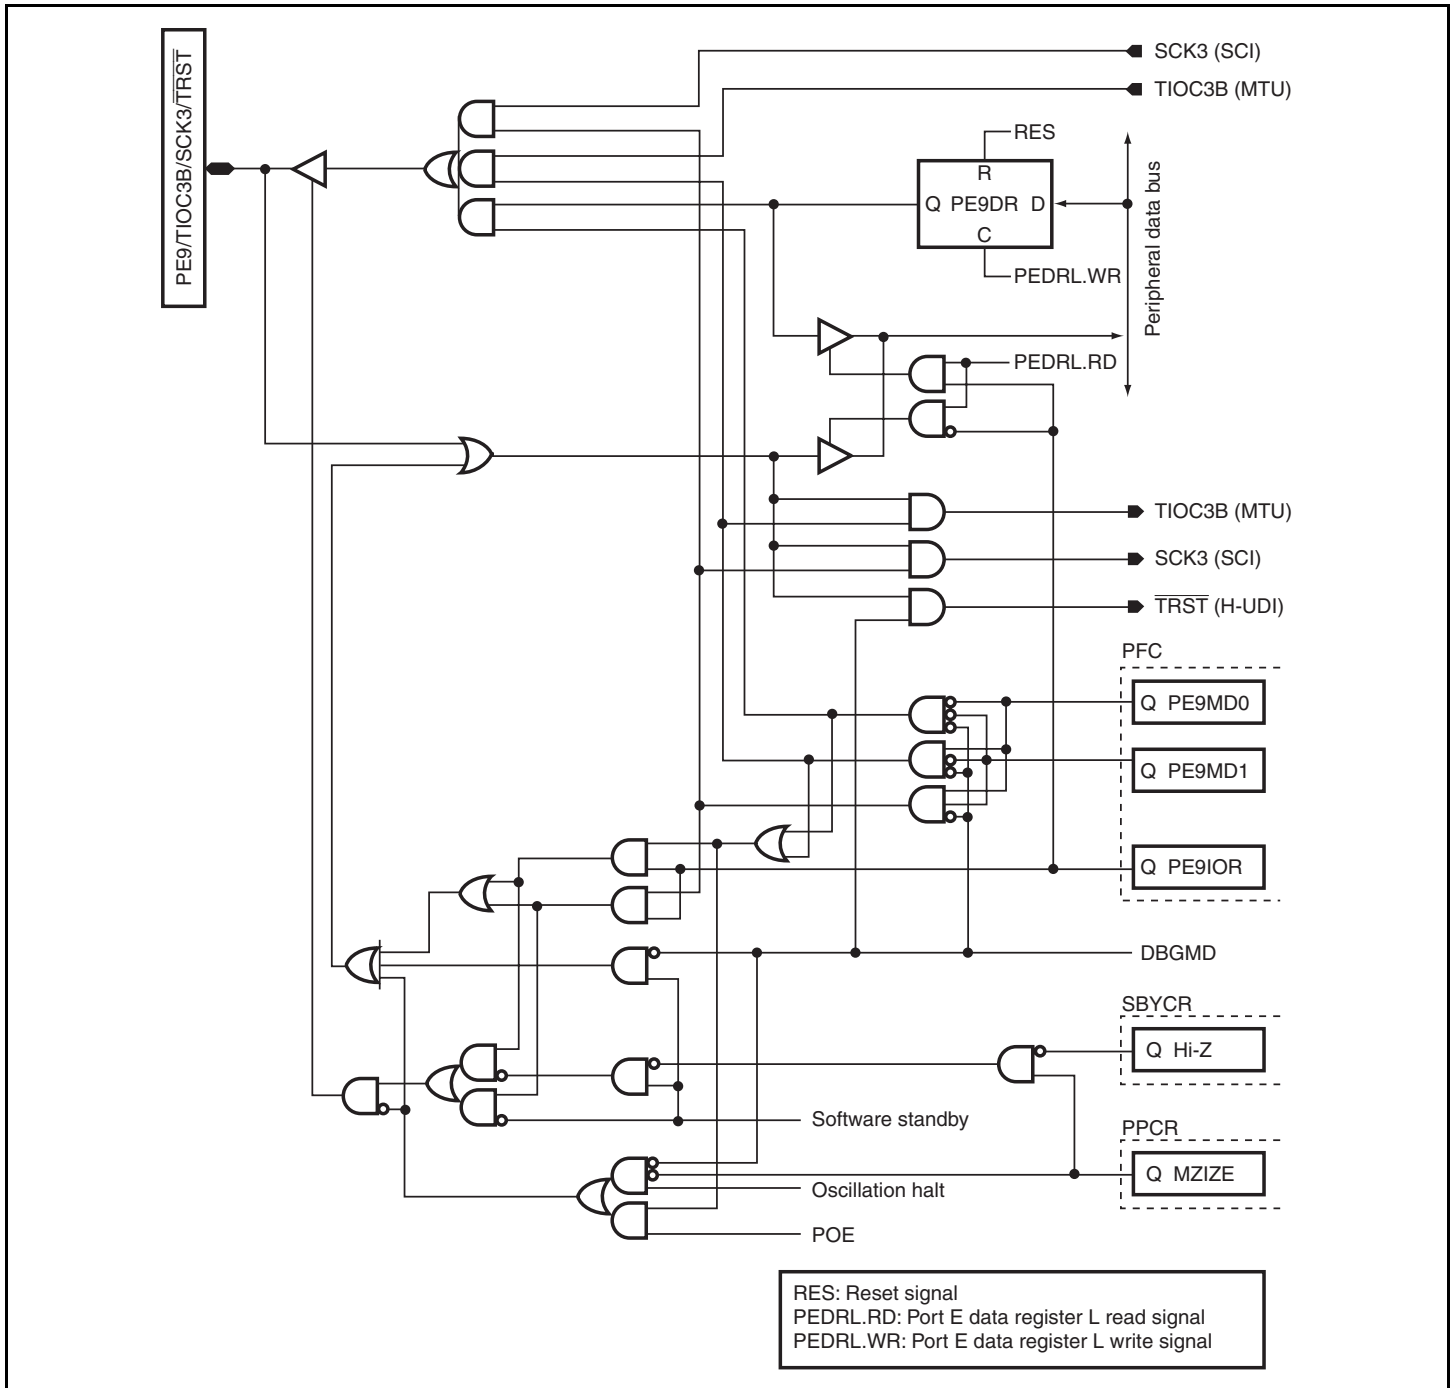 PE9/TIOC3B/SCK3/TRST
SCK3 (SCI)
TIOC3B (MTU)
RES
R
Q PE9DR D
C
PEDRL.WR
Peripheral data bus
PEDRL.RD
TIOC3B (MTU)
SCK3 (SCI)
TRST (H-UDI)
PFC
Q PE9MD0
Q PE9MD1
Q PE9IOR
DBGMD
SBYCR
Q Hi-Z
Software standby
PPCR
Q MZIZE
Oscillation halt
POE
RES: Reset signal
PEDRL.RD: Port E data register L read signal
PEDRL.WR: Port E data register L write signal